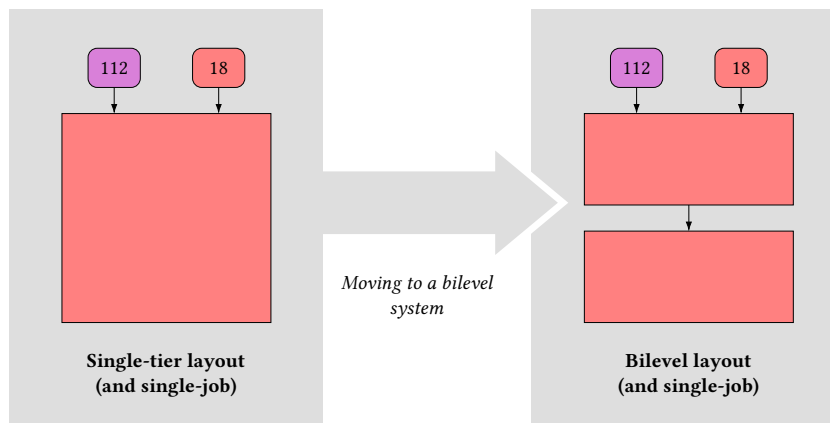 112
18
Single-tier layout
(and single-job)
Moving to a bilevel
system
112
18
Bilevel layout
(and single-job)